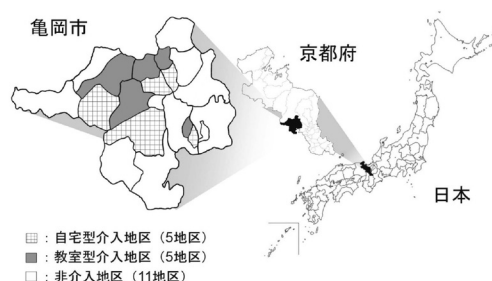 亀岡市
京都府
日本
：自宅型介入地区（5地区）
：教室型介入地区（5地区）
：非介入地区（11地区）